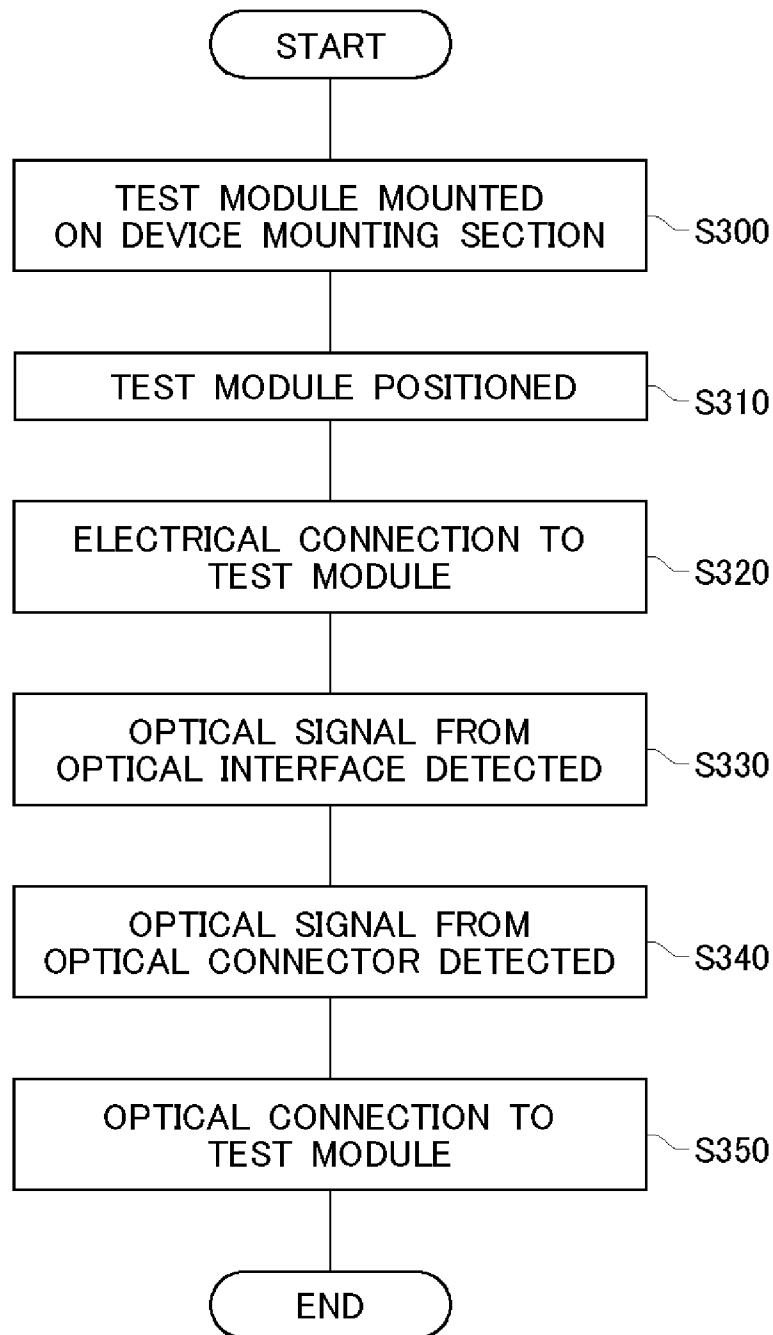 START
TEST MODULE MOUNTED
ON DEVICE MOUNTING SECTION
S300
TEST MODULE POSITIONED
S310
ELECTRICAL CONNECTION TO
TEST MODULE
S320
OPTICAL SIGNAL FROM
OPTICAL INTERFACE DETECTED
S330
OPTICAL SIGNAL FROM
OPTICAL CONNECTOR DETECTED
S340
OPTICAL CONNECTION TO
TEST MODULE
S350
END